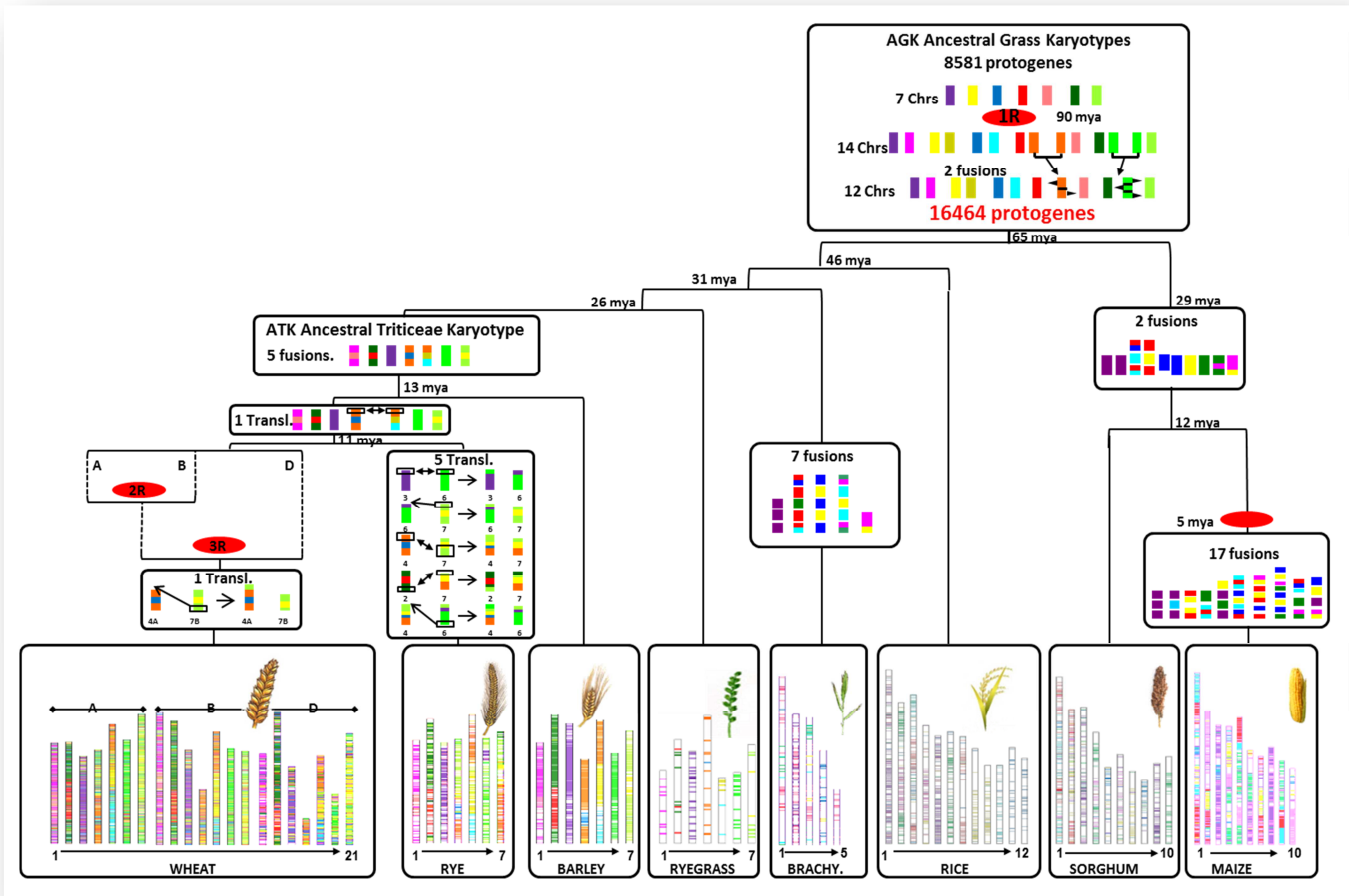 AGK Ancestral Grass Karyotypes
8581 protogenes
7 Chrs
1R
90 mya
14 Chrs
2 fusions
12 Chrs
16464 protogenes
65 mya
46 mya
31 mya
26 mya
29 mya
ATK Ancestral Triticeae Karyotype
5 fusions.
2 fusions
13 mya
1 Transl.
12 mya
11 mya
A B D
2R
3R
5 Transl.
3 6 3 6
6 7 6 7
4 7 4 7
2 7 2 7
4 6 4 6
7 fusions
5 mya
17 fusions
1 Transl.
4A 7B 4A 7B
A B D
1 21
WHEAT
1 7
RYE
1 7
BARLEY
1 7
RYEGRASS
1 5
BRACHY.
1 12
RICE
1 10
SORGHUM
1 10
MAIZE